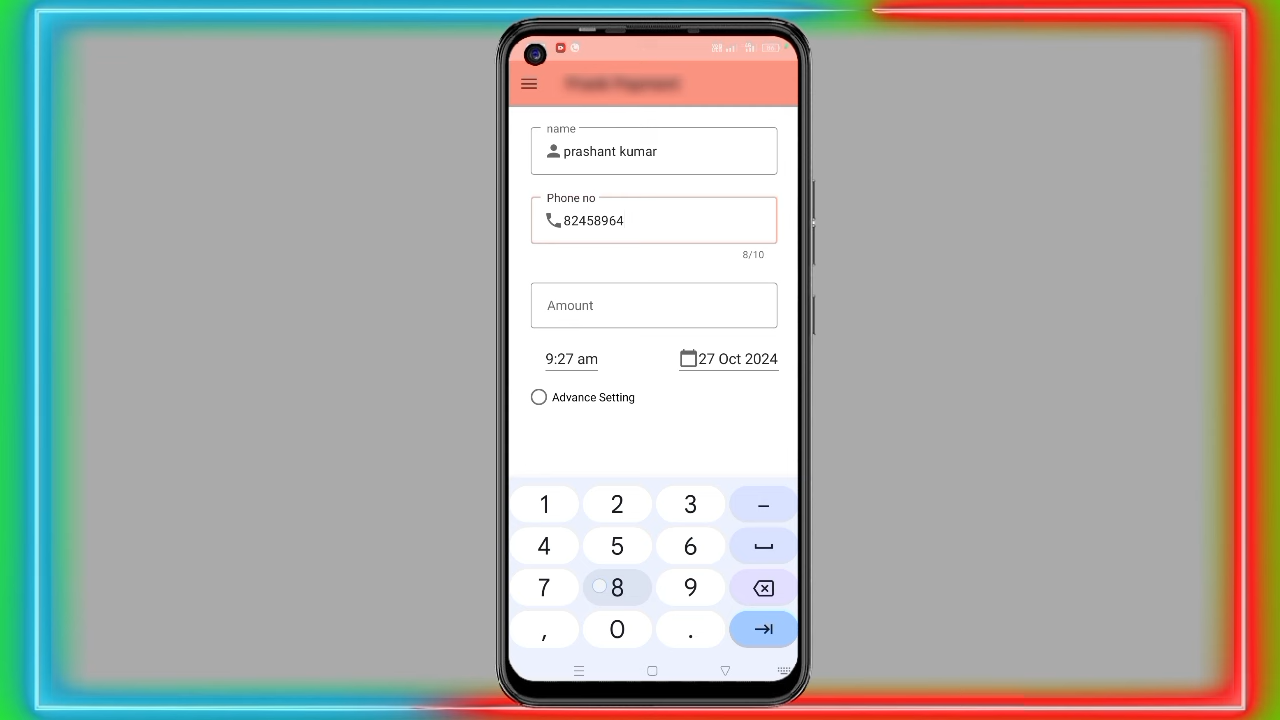 name
prashant kumar
Phone no
82458964
8/10
Amount
9:27 am
27 Oct 2024
Advance Setting
1 2 3 –
4 5 6
7 8 9
, 0 .